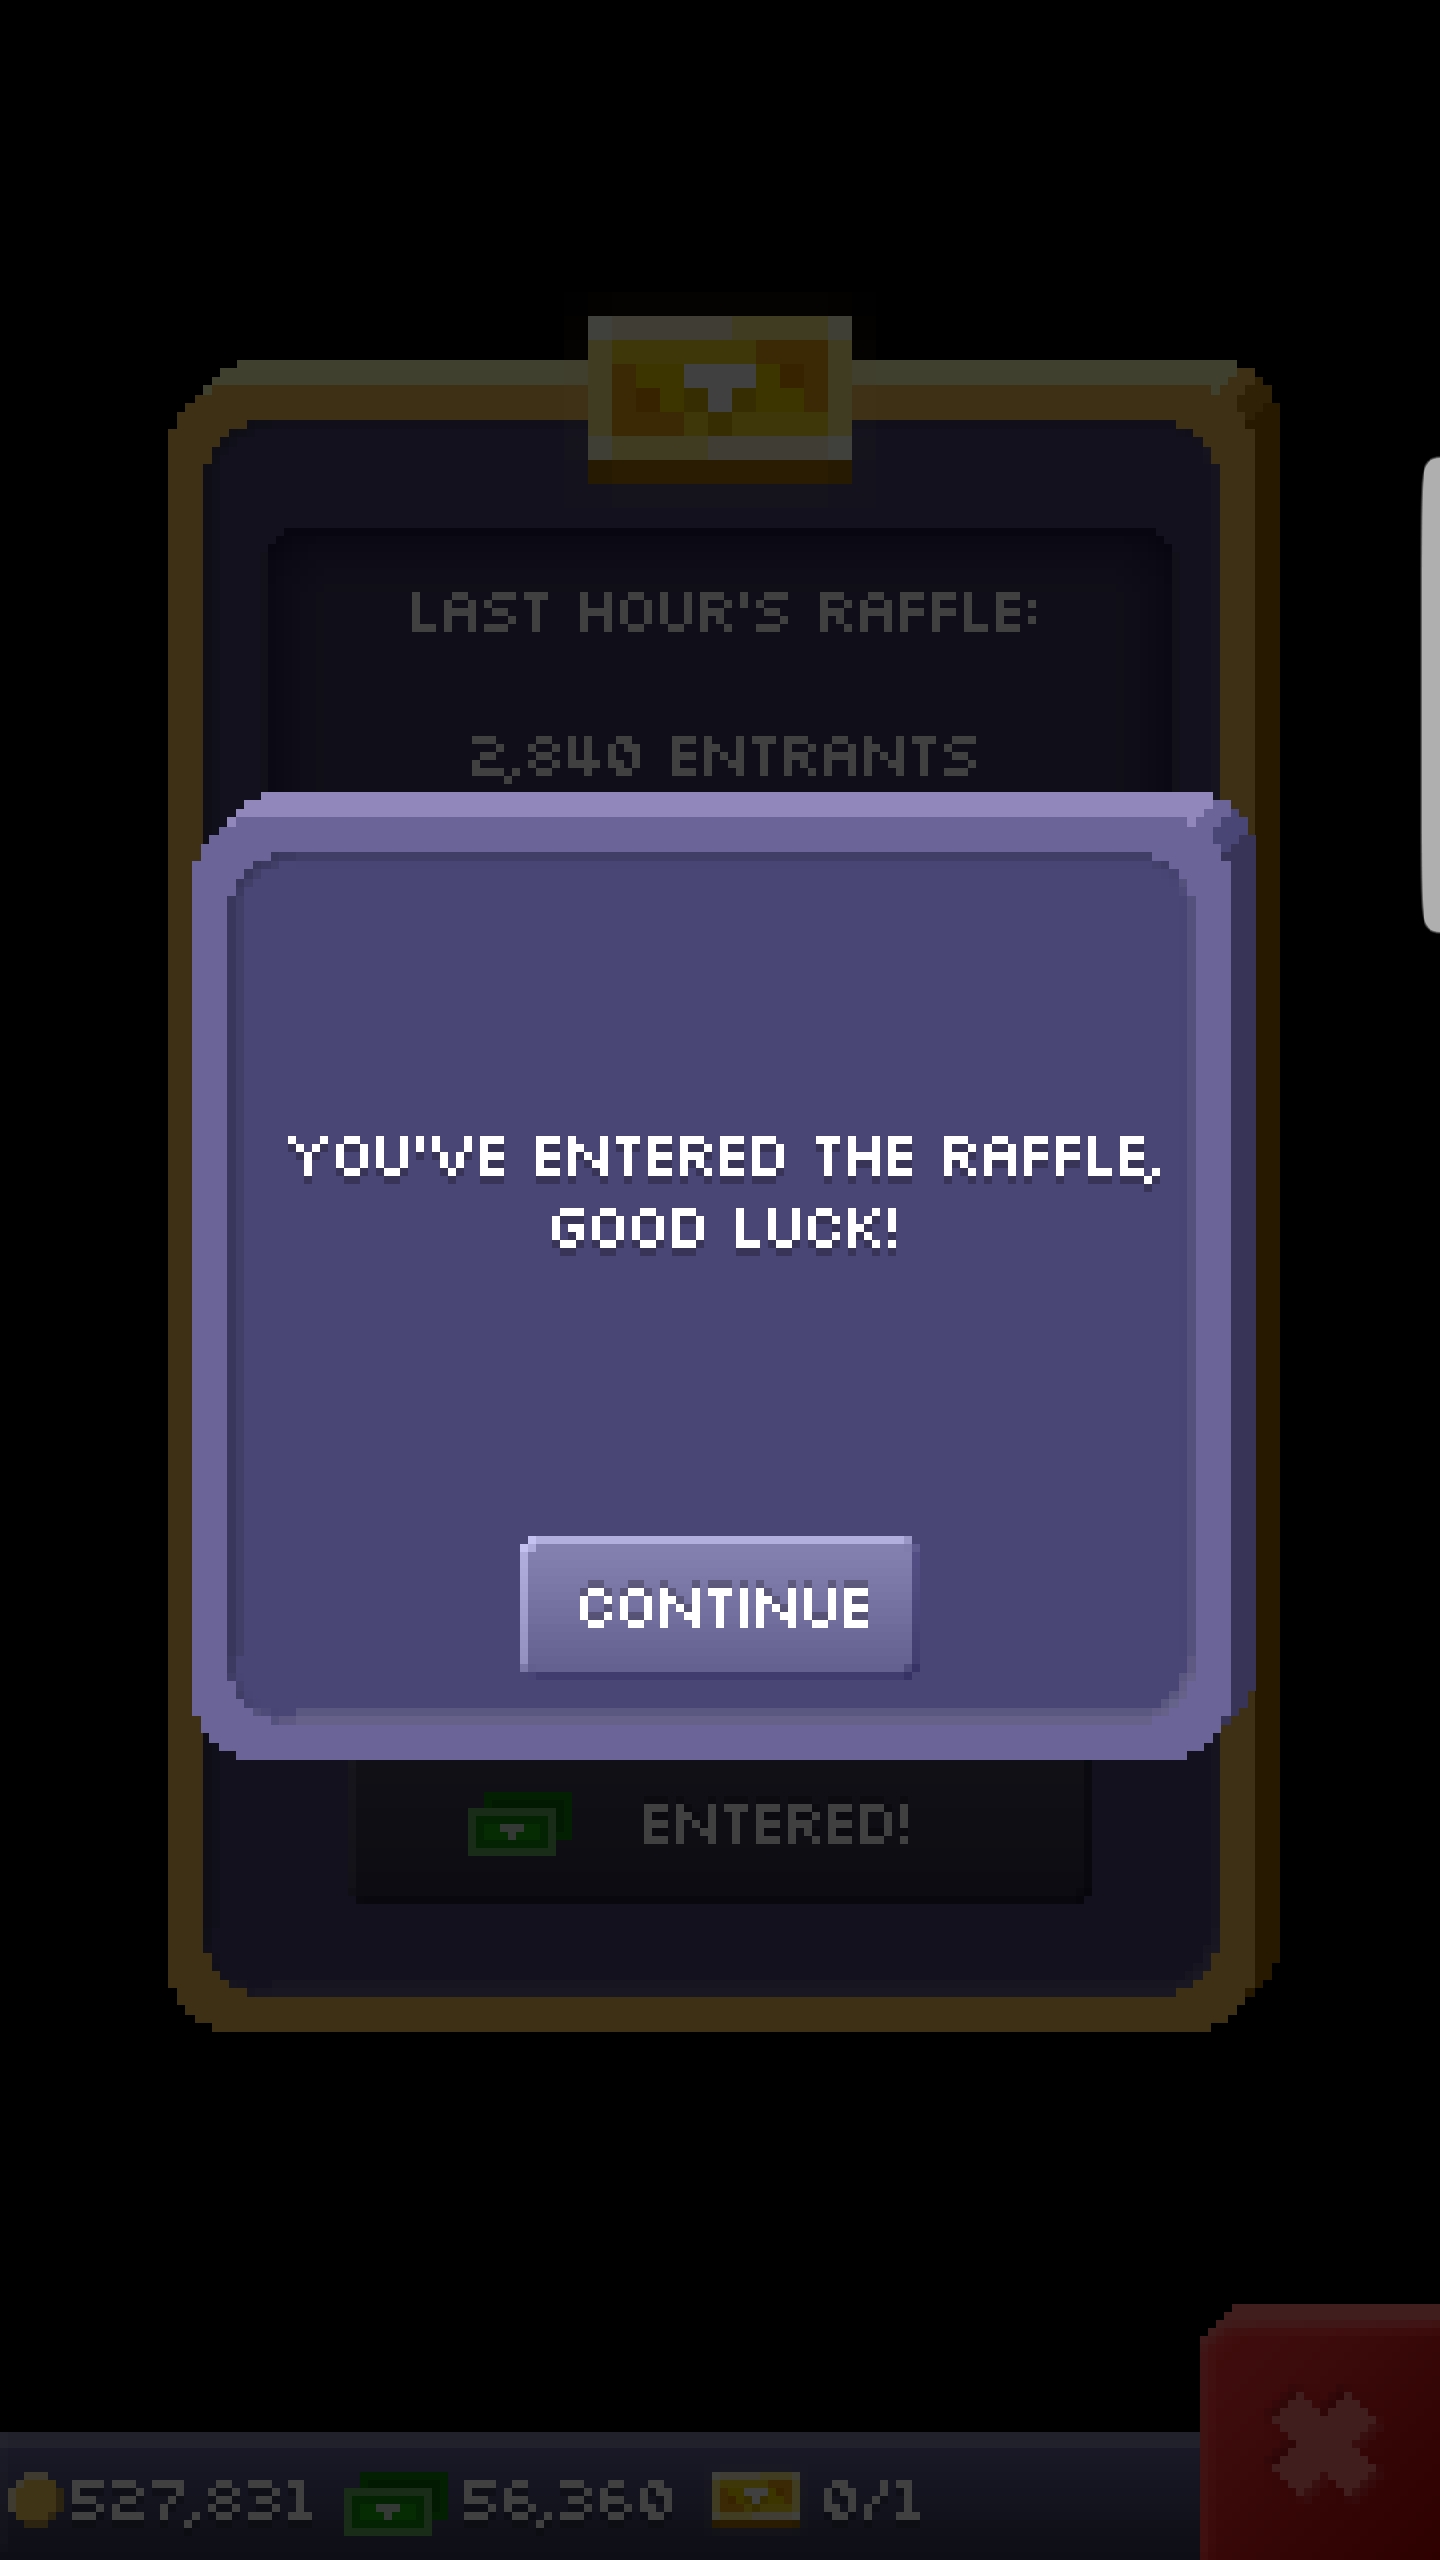 LAST HOUR'S RAFFLE:
2,840 ENTRANTS
YOU'VE ENTERED THE RAFFLE,
GOOD LUCK!
CONTINUE
ENTERED!
527,831 56,360 0/1